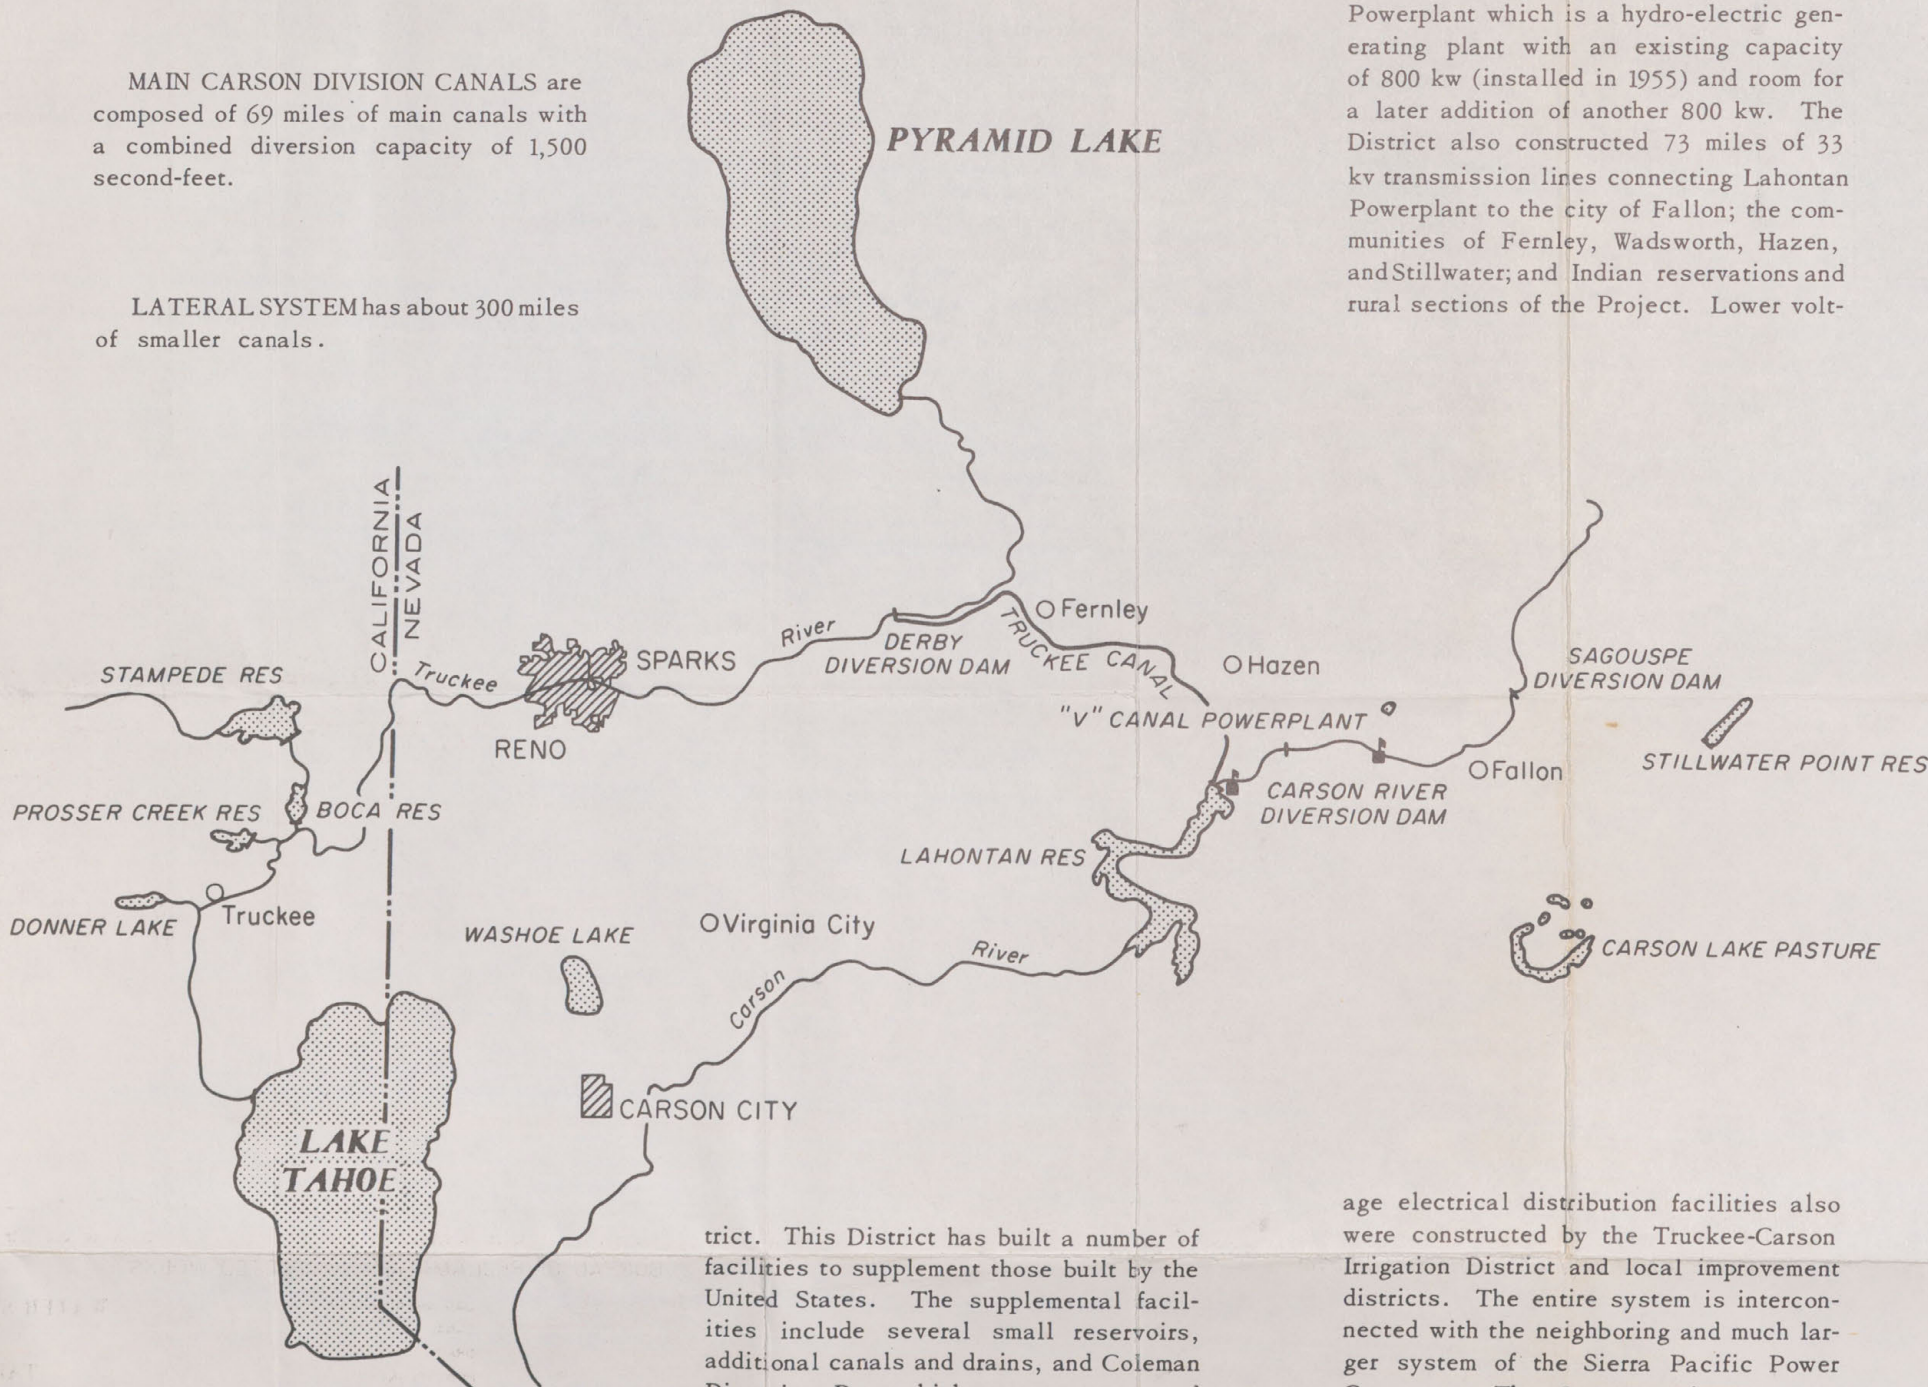 MAIN CARSON DIVISION CANALS are
composed of 69 miles of main canals with
a combined diversion capacity of 1,500
second-feet.
LATERAL SYSTEM has about 300 miles
of smaller canals.
Powerplant which is a hydro-electric gen-
erating plant with an existing capacity
of 800 kw (installed in 1955) and room for
a later addition of another 800 kw. The
District also constructed 73 miles of 33
kv transmission lines connecting Lahontan
Powerplant to the city of Fallon; the com-
munities of Fernley, Wadsworth, Hazen,
and Stillwater; and Indian reservations and
rural sections of the Project. Lower volt-
PYRAMID LAKE
CALIFORNIA
NEVADA
STAMPEDE RES
Truckee
SPARKS
RENO
River
DERBY
DIVERSION DAM
Fernley
TRUCKEE CANAL
Hazen
"V" CANAL POWERPLANT
SAGOUSPE
DIVERSION DAM
STILLWATER POINT RES
Fallon
CARSON RIVER
DIVERSION DAM
PROSSER CREEK RES
BOCA RES
LAHONTAN RES
DONNER LAKE
Truckee
WASHOE LAKE
Virginia City
River
Carson
CARSON LAKE PASTURE
CARSON CITY
LAKE
TAHOE
trict. This District has built a number of
facilities to supplement those built by the
United States. The supplemental facil-
ities include several small reservoirs,
additional canals and drains, and Coleman
age electrical distribution facilities also
were constructed by the Truckee-Carson
Irrigation District and local improvement
districts. The entire system is intercon-
nected with the neighboring and much lar-
ger system of the Sierra Pacific Power